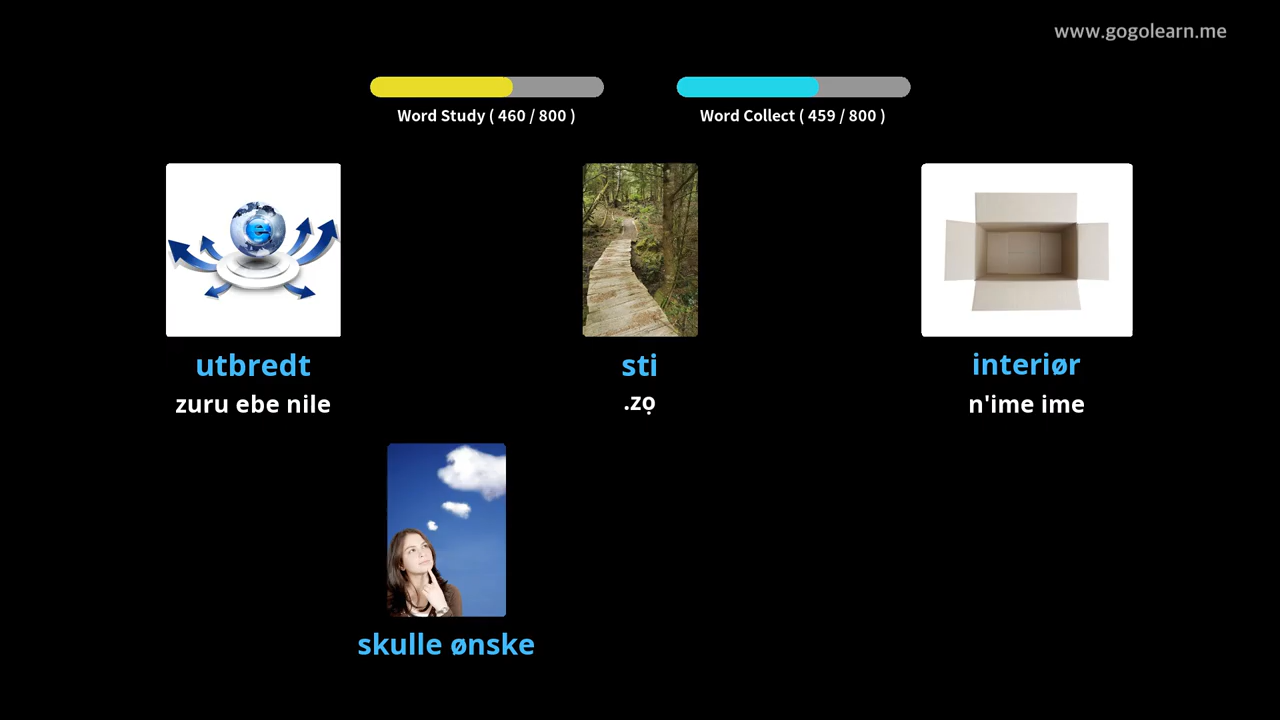 www.gogolearn.me
Word Study ( 460 / 800 )
Word Collect ( 459 / 800 )
e
utbredt
sti
interiør
zuru ebe nile
.zọ
n'ime ime
skulle ønske